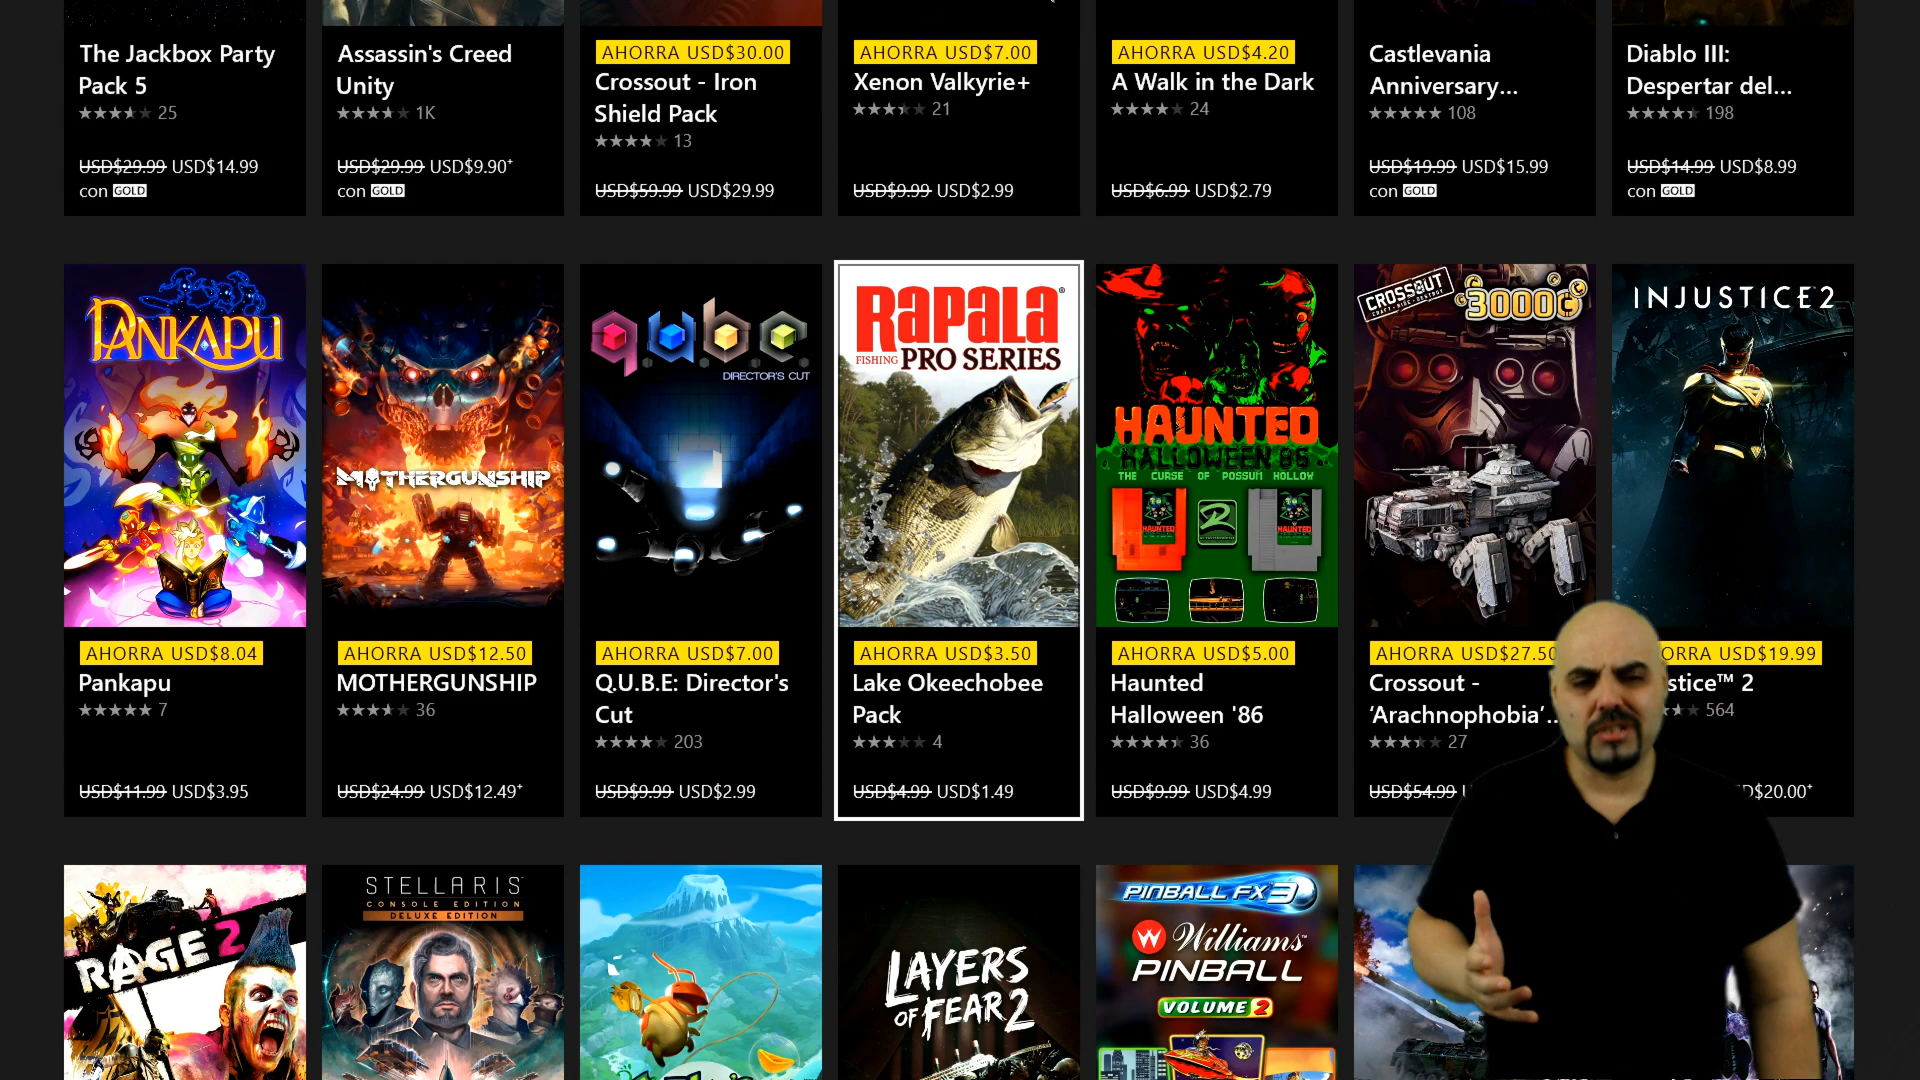 The Jackbox Party
Pack 5
25
USD$29.99 USD$14.99
con GOLD
Assassin's Creed
Unity
1K
USD$29.99 USD$9.90+
con GOLD
AHORRA USD$30.00
Crossout - Iron
Shield Pack
13
USD$59.99 USD$29.99
AHORRA USD$7.00
Xenon Valkyrie+
21
USD$9.99 USD$2.99
AHORRA USD$4.20
A Walk in the Dark
24
USD$6.99 USD$2.79
Castlevania
Anniversary...
108
USD$19.99 USD$15.99
con GOLD
Diablo III:
Despertar del...
198
USD$14.99 USD$8.99
con GOLD
PANKAPU
AHORRA USD$8.04
Pankapu
7
USD$11.99 USD$3.95
MOTHERGUNSHIP
AHORRA USD$12.50
MOTHERGUNSHIP
36
USD$24.99 USD$12.49+
q.u.b.e
DIRECTOR'S CUT
AHORRA USD$7.00
Q.U.B.E: Director's
Cut
203
USD$9.99 USD$2.99
Rapala®
FISHING PRO SERIES
AHORRA USD$3.50
Lake Okeechobee
Pack
4
USD$4.99 USD$1.49
HAUNTED
HALLOWEEN '86
THE CURSE OF POSSUM HOLLOW
HAUNTED
HAUNTED
AHORRA USD$5.00
Haunted
Halloween '86
36
USD$9.99 USD$4.99
CROSSOUT
CRAFT · RIDE · DESTROY
3000
AHORRA USD$27.50
Crossout -
‘Arachnophobia’...
27
USD$54.99
INJUSTICE 2
ORRA USD$19.99
stice™ 2
564
D$20.00+
RAGE 2
STELLARIS
CONSOLE EDITION
DELUXE EDITION
LAYERS
OF FEAR 2
PINBALL FX3
W Williams™
PINBALL
VOLUME 2